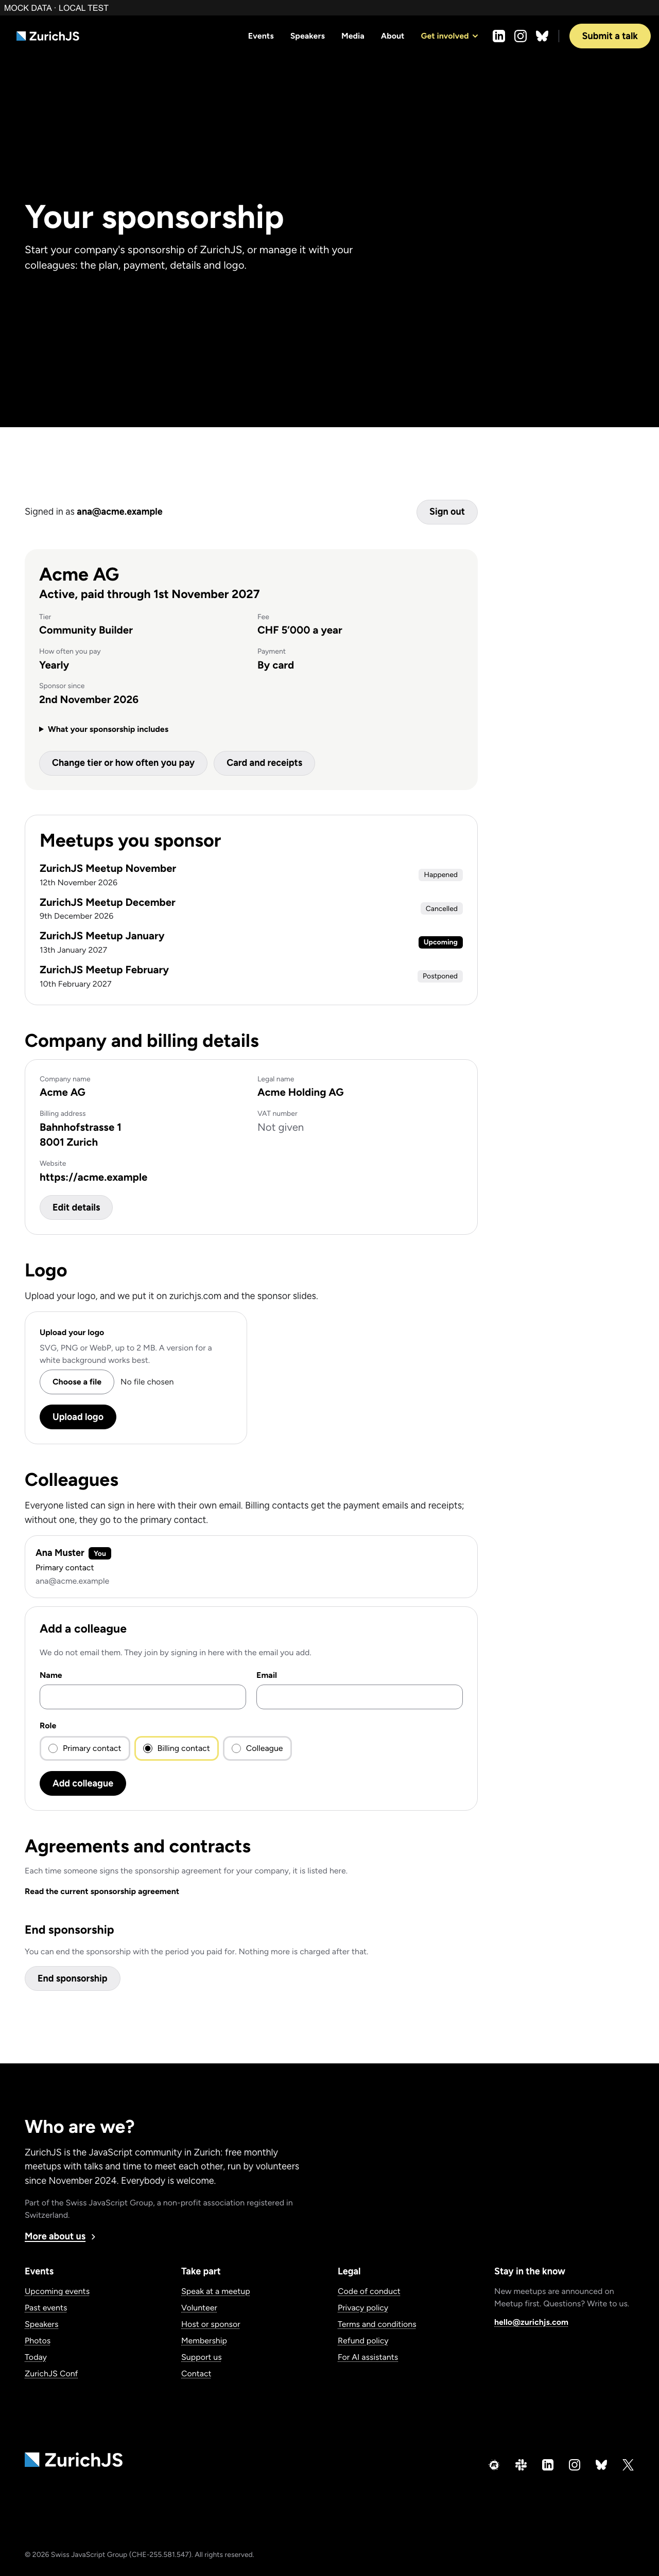 MOCK DATA · LOCAL TEST
ZurichJS
Events
Speakers
Media
About
Get involved
Submit a talk
Your sponsorship
Start your company's sponsorship of ZurichJS, or manage it with your
colleagues: the plan, payment, details and logo.
Signed in as ana@acme.example
Sign out
Acme AG
Active, paid through 1st November 2027
Tier
Community Builder
Fee
CHF 5’000 a year
How often you pay
Yearly
Payment
By card
Sponsor since
2nd November 2026
What your sponsorship includes
Change tier or how often you pay
Card and receipts
Meetups you sponsor
ZurichJS Meetup November
12th November 2026
Happened
ZurichJS Meetup December
9th December 2026
Cancelled
ZurichJS Meetup January
13th January 2027
Upcoming
ZurichJS Meetup February
10th February 2027
Postponed
Company and billing details
Company name
Acme AG
Legal name
Acme Holding AG
Billing address
Bahnhofstrasse 1
8001 Zurich
VAT number
Not given
Website
https://acme.example
Edit details
Logo
Upload your logo, and we put it on zurichjs.com and the sponsor slides.
Upload your logo
SVG, PNG or WebP, up to 2 MB. A version for a
white background works best.
Choose a file
No file chosen
Upload logo
Colleagues
Everyone listed can sign in here with their own email. Billing contacts get the payment emails and receipts;
without one, they go to the primary contact.
Ana Muster
You
Primary contact
ana@acme.example
Add a colleague
We do not email them. They join by signing in here with the email you add.
Name
Email
Role
Primary contact
Billing contact
Colleague
Add colleague
Agreements and contracts
Each time someone signs the sponsorship agreement for your company, it is listed here.
Read the current sponsorship agreement
End sponsorship
You can end the sponsorship with the period you paid for. Nothing more is charged after that.
End sponsorship
Who are we?
ZurichJS is the JavaScript community in Zurich: free monthly
meetups with talks and time to meet each other, run by volunteers
since November 2024. Everybody is welcome.
Part of the Swiss JavaScript Group, a non-profit association registered in
Switzerland.
More about us
Events
Upcoming events
Past events
Speakers
Photos
Today
ZurichJS Conf
Take part
Speak at a meetup
Volunteer
Host or sponsor
Membership
Support us
Contact
Legal
Code of conduct
Privacy policy
Terms and conditions
Refund policy
For AI assistants
Stay in the know
New meetups are announced on
Meetup first. Questions? Write to us.
hello@zurichjs.com
ZurichJS
© 2026 Swiss JavaScript Group (CHE-255.581.547). All rights reserved.